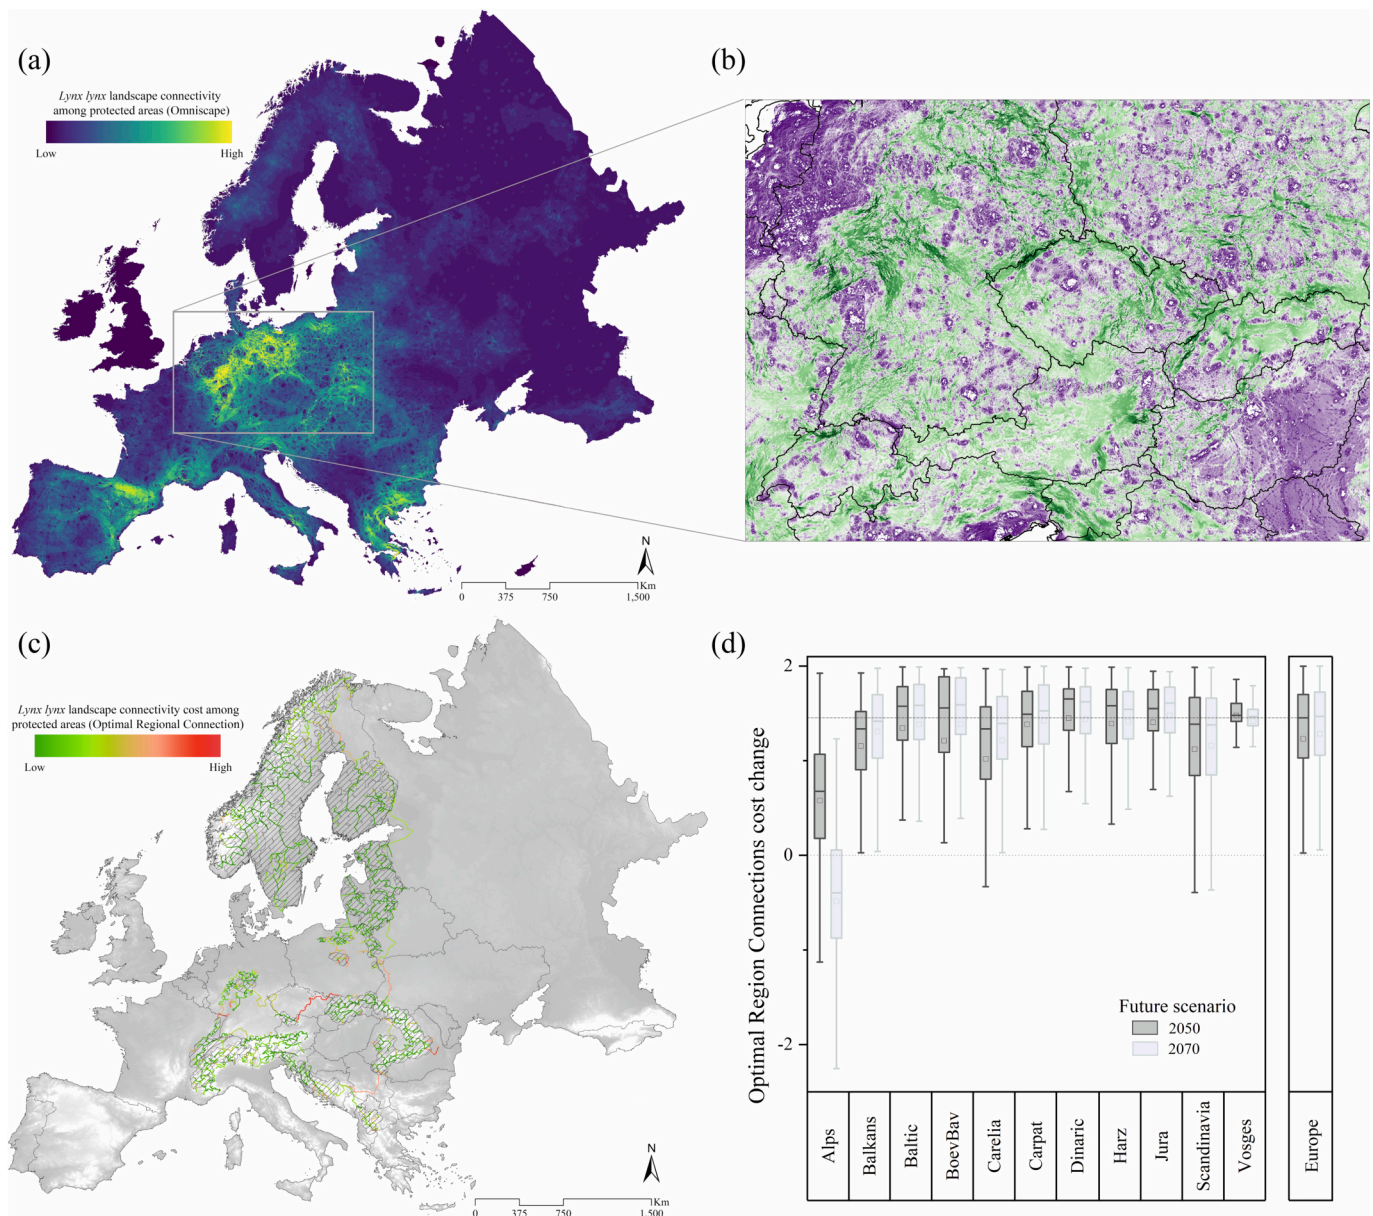 (a)
Lynx lynx landscape connectivity
among protected areas (Omniscape)
Low High
N
Km
0 375 750 1,500
(b)
(c)
Lynx lynx landscape connectivity cost among
protected areas (Optimal Regional Connection)
Low High
N
Km
0 375 750 1,500
(d)
Optimal Region Connections cost change
2
0
-2
Future scenario
2050
2070
Alps
Balkans
Baltic
BoevBav
Carelia
Carpat
Dinaric
Harz
Jura
Scandinavia
Vosges
Europe